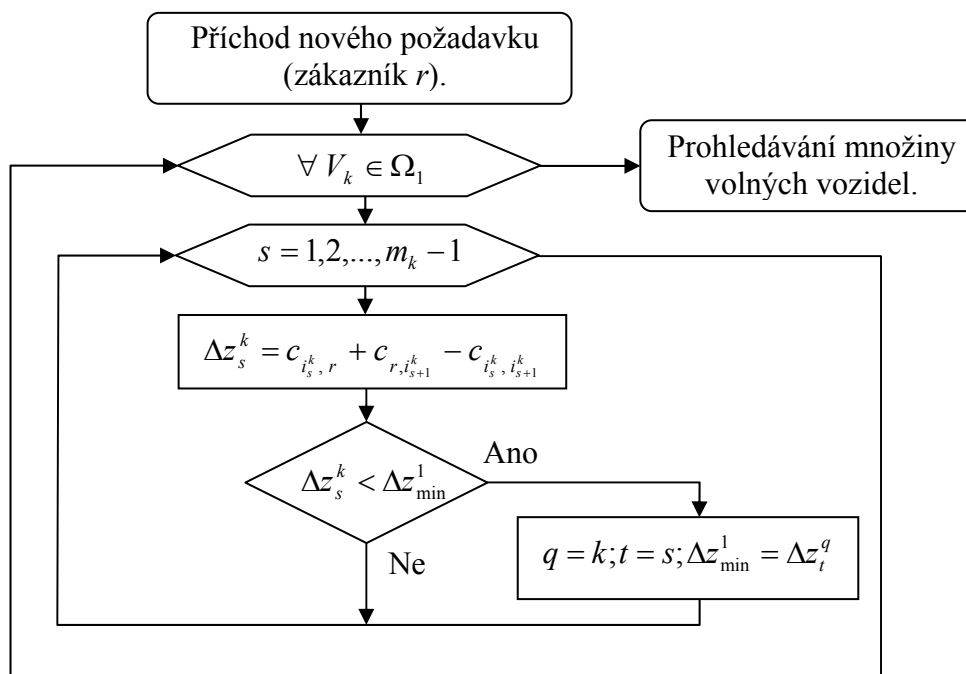 Příchod nového požadavku
(zákazník r).
∀ V_k ∈ Ω_1
Prohledávání množiny
volných vozidel.
s = 1,2,..., m_k − 1
Δz_s^k = c_{i_s^k, r} + c_{r, i_{s+1}^k} − c_{i_s^k, i_{s+1}^k}
Ano
Δz_s^k < Δz_min^1
q = k; t = s; Δz_min^1 = Δz_t^q
Ne